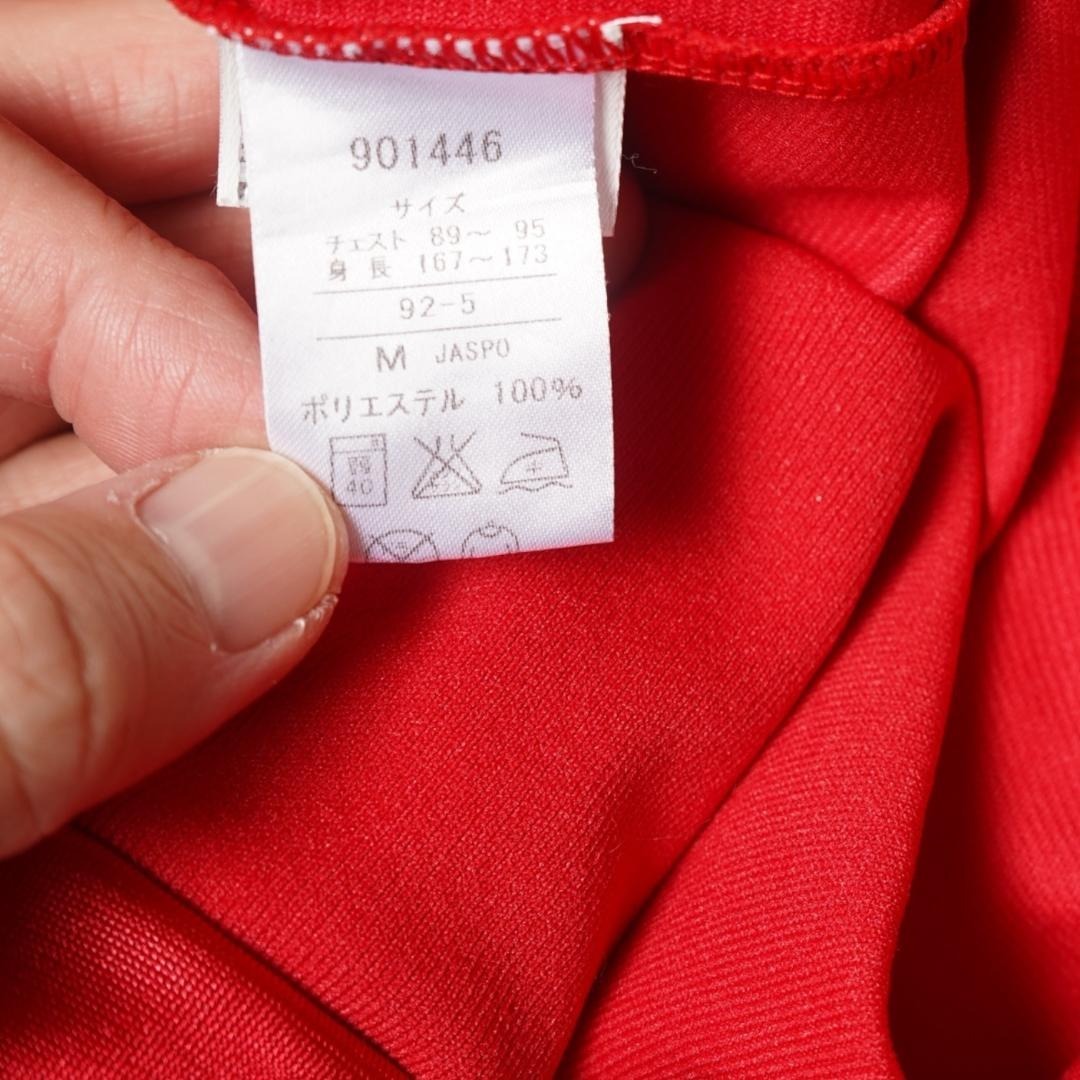 901446
サイズ
チェスト 89〜 95
身長 167〜173
92-5
M JASPO
ポリエステル 100%
40